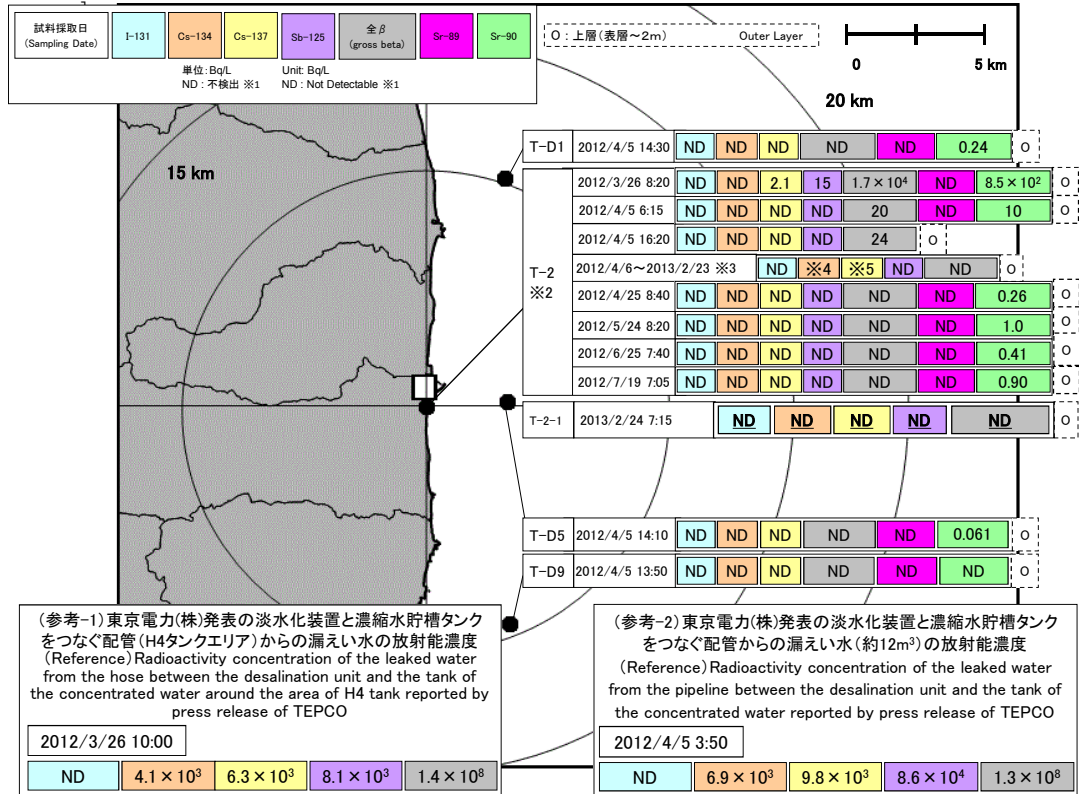 試料採取日
(Sampling Date)
I-131
Cs-134
Cs-137
Sb-125
全β
(gross beta)
Sr-89
Sr-90
単位:Bq/L Unit: Bq/L
ND : 不検出 ※1 ND : Not Detectable ※1
O : 上層(表層～2m) Outer Layer
0 5 km
20 km
15 km
T-D1 2012/4/5 14:30 ND ND ND ND ND 0.24 O
T-2
※2
2012/3/26 8:20 ND ND 2.1 15 1.7×10⁴ ND 8.5×10² O
2012/4/5 6:15 ND ND ND ND 20 ND 10 O
2012/4/5 16:20 ND ND ND ND 24 O
2012/4/6～2013/2/23 ※3 ND ※4 ※5 ND ND O
2012/4/25 8:40 ND ND ND ND ND ND 0.26 O
2012/5/24 8:20 ND ND ND ND ND ND 1.0 O
2012/6/25 7:40 ND ND ND ND ND ND 0.41 O
2012/7/19 7:05 ND ND ND ND ND ND 0.90 O
T-2-1 2013/2/24 7:15 ND ND ND ND ND O
T-D5 2012/4/5 14:10 ND ND ND ND ND 0.061 O
T-D9 2012/4/5 13:50 ND ND ND ND ND ND O
(参考-1)東京電力(株)発表の淡水化装置と濃縮水貯槽タンク
をつなぐ配管(H4タンクエリア)からの漏えい水の放射能濃度
(Reference)Radioactivity concentration of the leaked water
from the hose between the desalination unit and the tank of
the concentrated water around the area of H4 tank reported by
press release of TEPCO
2012/3/26 10:00
ND 4.1×10³ 6.3×10³ 8.1×10³ 1.4×10⁸
(参考-2)東京電力(株)発表の淡水化装置と濃縮水貯槽タンク
をつなぐ配管からの漏えい水(約12m³)の放射能濃度
(Reference)Radioactivity concentration of the leaked water
from the pipeline between the desalination unit and the tank of
the concentrated water reported by press release of TEPCO
2012/4/5 3:50
ND 6.9×10³ 9.8×10³ 8.6×10⁴ 1.3×10⁸